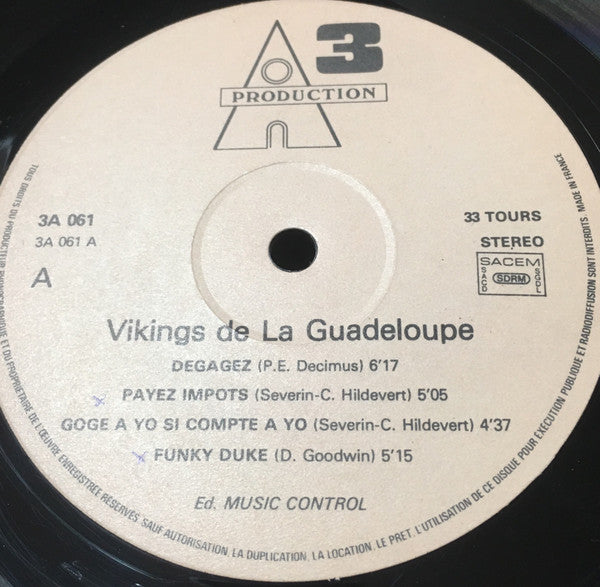 A 3
PRODUCTION
3A 061
3A 061 A
A
33 TOURS
STEREO
SACEM
SACD
SDRM
SGDL
Vikings de La Guadeloupe
DEGAGEZ (P.E. Decimus) 6'17
PAYEZ IMPOTS (Severin-C. Hildevert) 5'05
GOGE A YO SI COMPTE A YO (Severin-C. Hildevert) 4'37
FUNKY DUKE (D. Goodwin) 5'15
Ed. MUSIC CONTROL
TOUS DROITS DU PRODUCTEUR PHONOGRAPHIQUE ET DU PROPRIETAIRE DE L'ŒUVRE ENREGISTREE RESERVES. SAUF AUTORISATION, LA DUPLICATION, LA LOCATION, LE PRET, L'UTILISATION DE CE DISQUE POUR EXECUTION PUBLIQUE ET RADIODIFFUSION SONT INTERDITS. MADE IN FRANCE